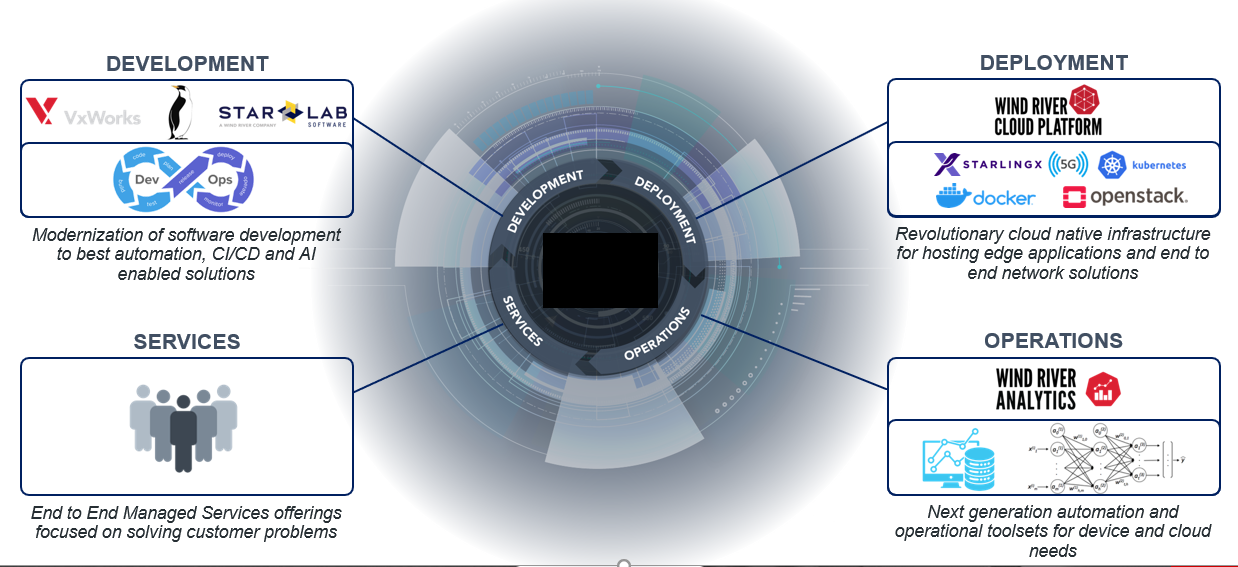 DEVELOPMENT
VxWorks
STAR LAB
A WIND RIVER COMPANY
SOFTWARE
code
plan
build
test
Dev
release
Ops
deploy
operate
monitor
Modernization of software development
to best automation, CI/CD and AI
enabled solutions
DEPLOYMENT
WIND RIVER
CLOUD PLATFORM
STARLINGX
5G
kubernetes
docker
openstack.
Revolutionary cloud native infrastructure
for hosting edge applications and end to
end network solutions
DEVELOPMENT
DEPLOYMENT
OPERATIONS
SERVICES
SERVICES
End to End Managed Services offerings
focused on solving customer problems
OPERATIONS
WIND RIVER
ANALYTICS
Next generation automation and
operational toolsets for device and cloud
needs